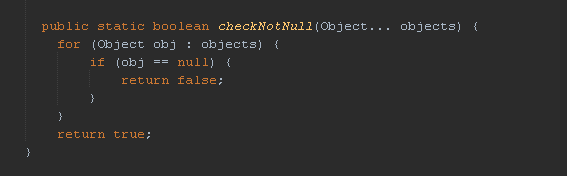 public static boolean checkNotNull(Object... objects) {
for (Object obj : objects) {
if (obj == null) {
return false;
}
}
return true;
}